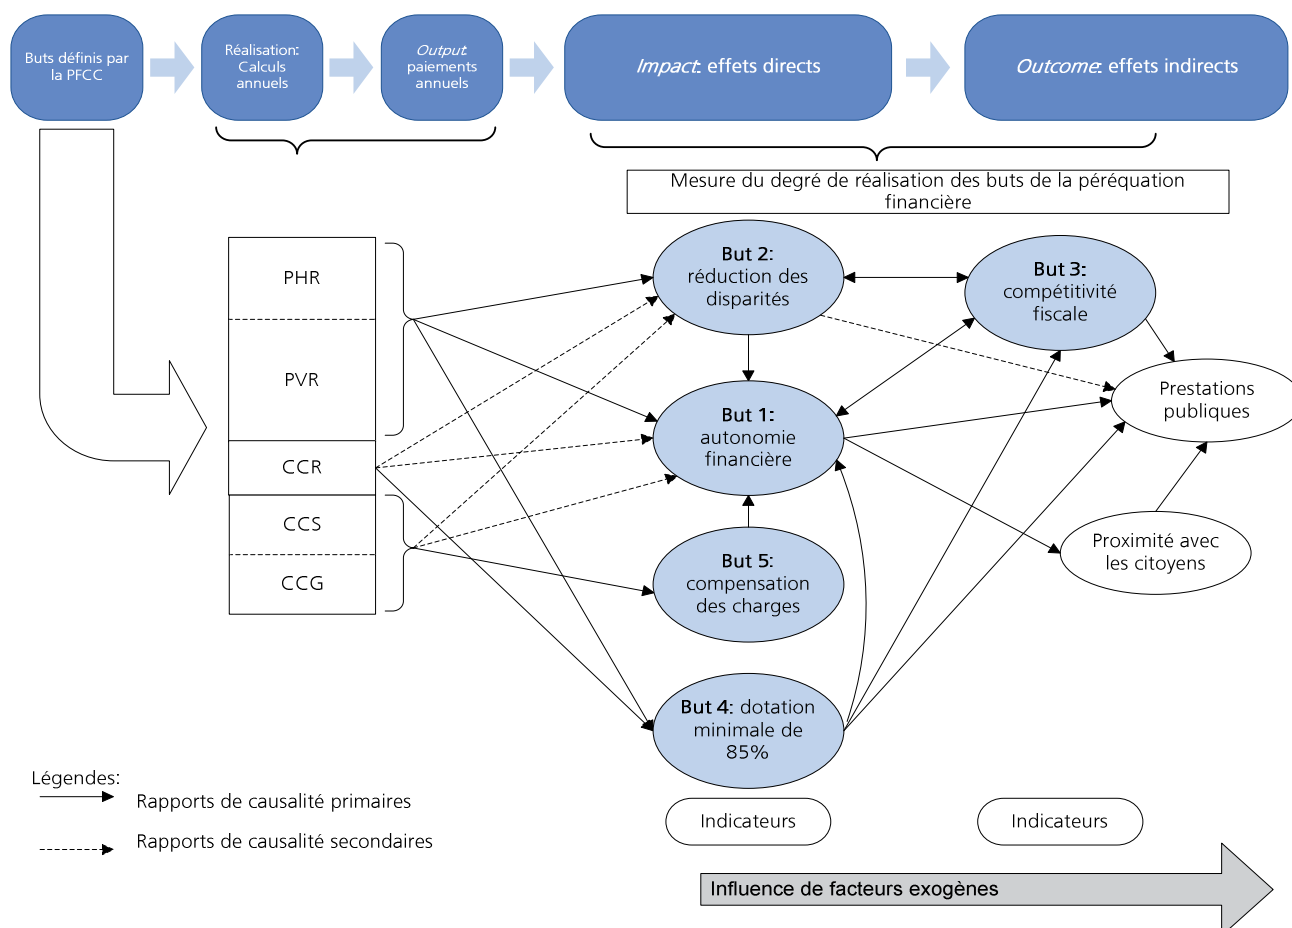 Buts définis par
la PFCC
Réalisation:
Calculs
annuels
Output:
paiements
annuels
Impact: effets directs
Outcome: effets indirects
Mesure du degré de réalisation des buts de la péréquation
financière
PHR
PVR
CCR
CCS
CCG
But 2:
réduction des
disparités
But 3:
compétitivité
fiscale
But 1:
autonomie
financière
Prestations
publiques
But 5:
compensation
des charges
Proximité avec
les citoyens
But 4: dotation
minimale de
85%
Légendes:
Rapports de causalité primaires
Rapports de causalité secondaires
Indicateurs
Indicateurs
Influence de facteurs exogènes